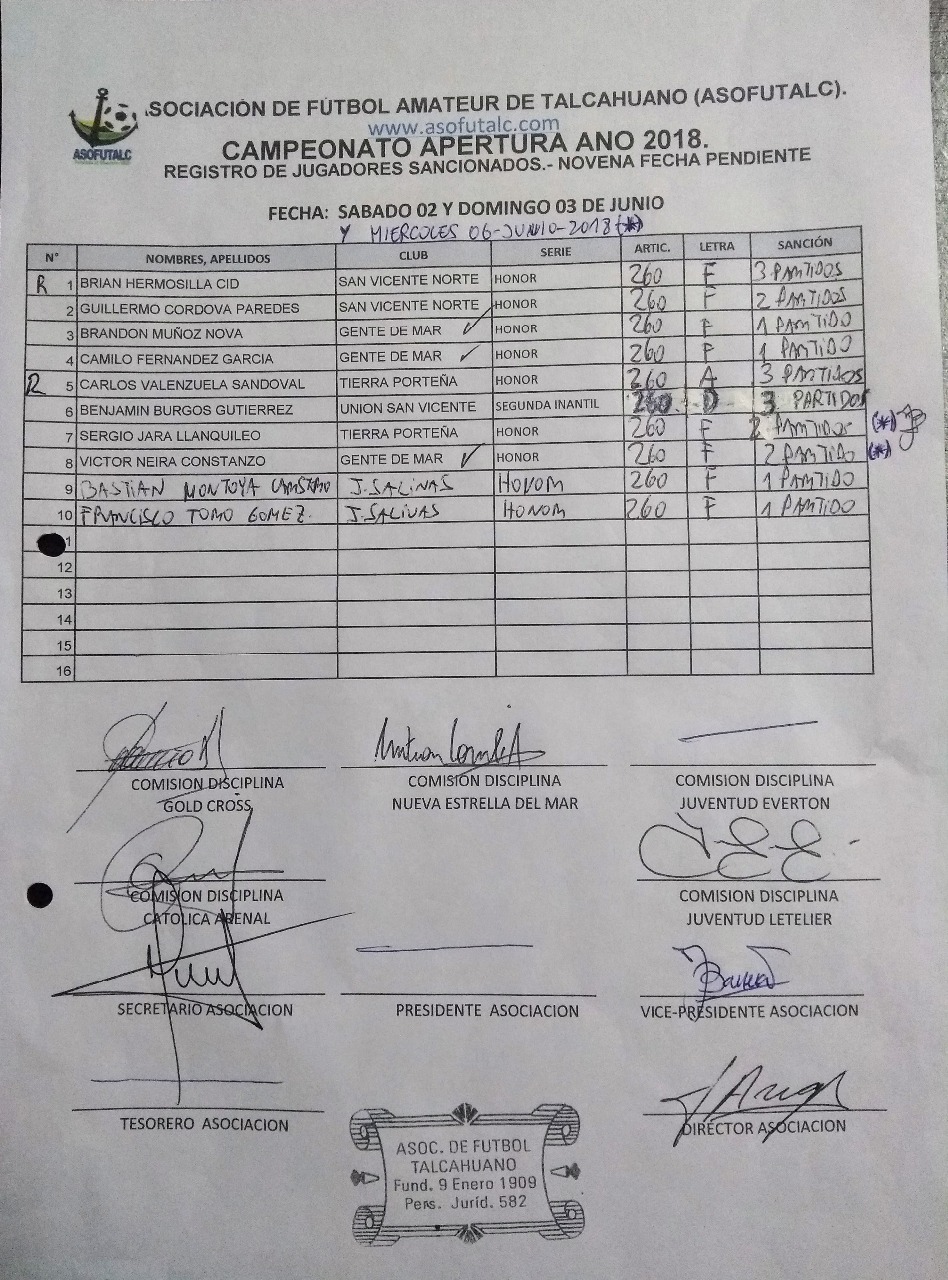 ASOFUTALC
.SOCIACIÓN DE FÚTBOL AMATEUR DE TALCAHUANO (ASOFUTALC).
www.asofutalc.com
CAMPEONATO APERTURA ANO 2018.
REGISTRO DE JUGADORES SANCIONADOS.- NOVENA FECHA PENDIENTE
FECHA: SABADO 02 Y DOMINGO 03 DE JUNIO
Y MIERCOLES 06-JUNIO-2018 (*)
N° NOMBRES, APELLIDOS CLUB SERIE ARTIC. LETRA SANCIÓN
R 1 BRIAN HERMOSILLA CID SAN VICENTE NORTE HONOR 260 F 3 PARTIDOS
2 GUILLERMO CORDOVA PAREDES SAN VICENTE NORTE HONOR 260 F 2 PARTIDOS
3 BRANDON MUÑOZ NOVA GENTE DE MAR ✓ HONOR 260 F 1 PARTIDO
4 CAMILO FERNANDEZ GARCIA GENTE DE MAR ✓ HONOR 260 F 1 PARTIDO
R 5 CARLOS VALENZUELA SANDOVAL TIERRA PORTEÑA HONOR 260 A 3 PARTIDOS
6 BENJAMIN BURGOS GUTIERREZ UNION SAN VICENTE SEGUNDA INANTIL 260 D 3 PARTIDOS
7 SERGIO JARA LLANQUILEO TIERRA PORTEÑA HONOR 260 F 2 PARTIDOS (*)
8 VICTOR NEIRA CONSTANZO GENTE DE MAR ✓ HONOR 260 F 2 PARTIDO (*)
9 BASTIAN MONTOYA J. SALINAS HONOR 260 F 1 PARTIDO
10 FRANCISCO TORO GOMEZ. J. SALINAS HONOR 260 F 1 PARTIDO
1
12
13
14
15
16
COMISION DISCIPLINA COMISION DISCIPLINA COMISION DISCIPLINA
GOLD CROSS NUEVA ESTRELLA DEL MAR JUVENTUD EVERTON
COMISION DISCIPLINA COMISION DISCIPLINA
CATOLICA ARENAL JUVENTUD LETELIER
SECRETARIO ASOCIACION PRESIDENTE ASOCIACION VICE-PRESIDENTE ASOCIACION
TESORERO ASOCIACION DIRECTOR ASOCIACION
ASOC. DE FUTBOL
TALCAHUANO
Fund. 9 Enero 1909
Pers. Juríd. 582